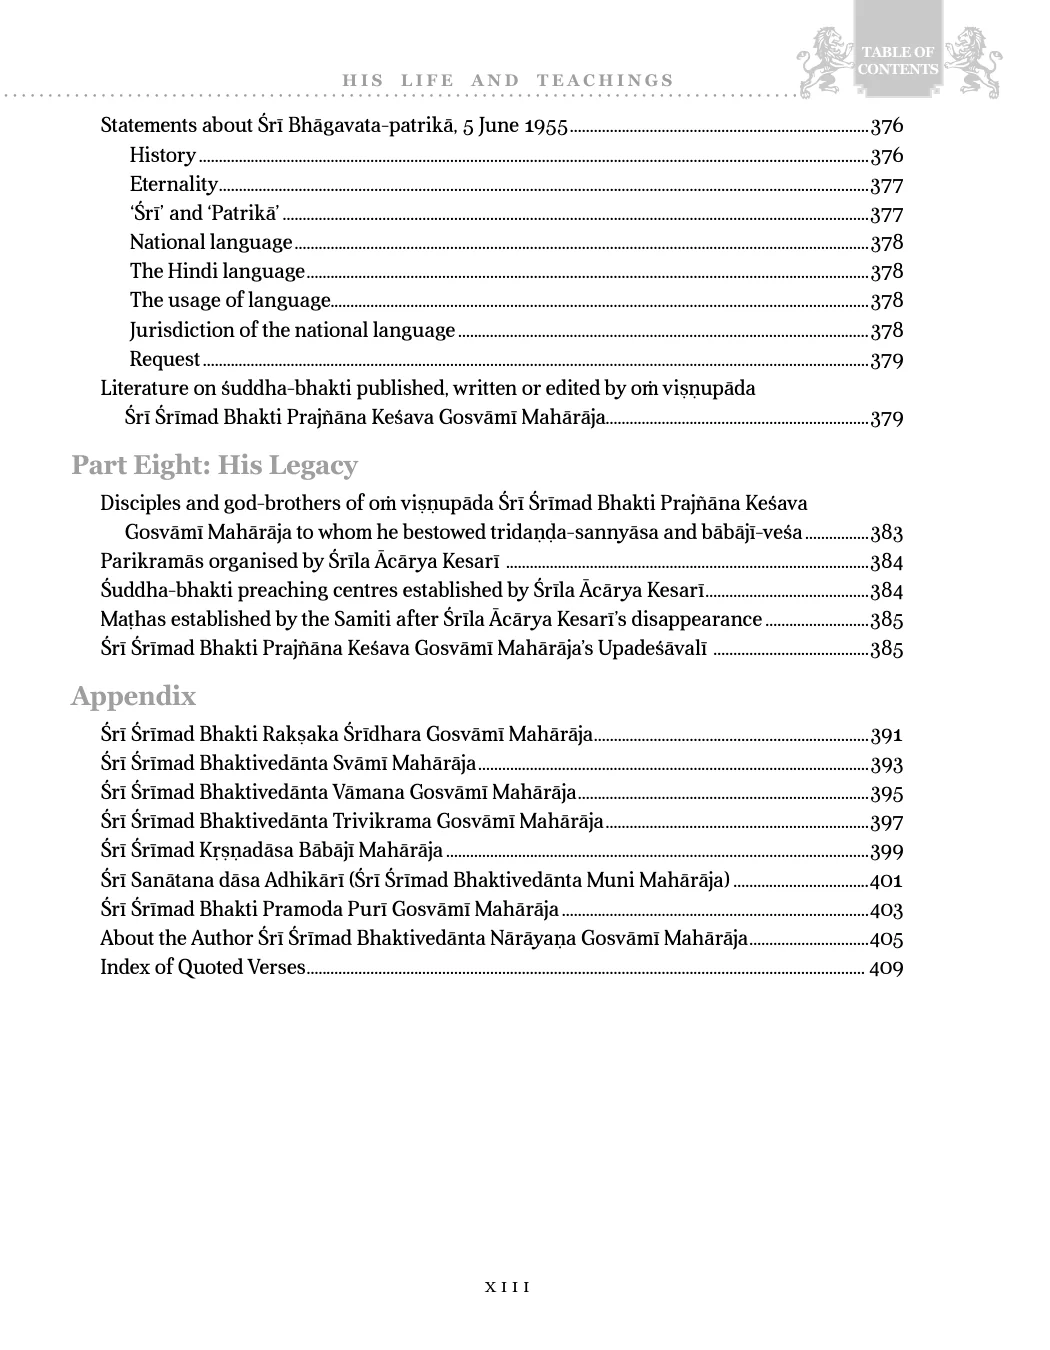 TABLE OF
CONTENTS
HIS LIFE AND TEACHINGS
Statements about Śrī Bhāgavata-patrikā, 5 June 1955 376
History 376
Eternality 377
‘Śrī’ and ‘Patrikā’ 377
National language 378
The Hindi language 378
The usage of language 378
Jurisdiction of the national language 378
Request 379
Literature on śuddha-bhakti published, written or edited by oṁ viṣṇupāda
Śrī Śrīmad Bhakti Prajñāna Keśava Gosvāmī Mahārāja 379
Part Eight: His Legacy
Disciples and god-brothers of oṁ viṣṇupāda Śrī Śrīmad Bhakti Prajñāna Keśava
Gosvāmī Mahārāja to whom he bestowed tridaṇḍa-sannyāsa and bābājī-veśa 383
Parikramās organised by Śrīla Ācārya Kesarī 384
Śuddha-bhakti preaching centres established by Śrīla Ācārya Kesarī 384
Maṭhas established by the Samiti after Śrīla Ācārya Kesarī’s disappearance 385
Śrī Śrīmad Bhakti Prajñāna Keśava Gosvāmī Mahārāja’s Upadeśāvalī 385
Appendix
Śrī Śrīmad Bhakti Rakṣaka Śrīdhara Gosvāmī Mahārāja 391
Śrī Śrīmad Bhaktivedānta Svāmī Mahārāja 393
Śrī Śrīmad Bhaktivedānta Vāmana Gosvāmī Mahārāja 395
Śrī Śrīmad Bhaktivedānta Trivikrama Gosvāmī Mahārāja 397
Śrī Śrīmad Kṛṣṇadāsa Bābājī Mahārāja 399
Śrī Sanātana dāsa Adhikārī (Śrī Śrīmad Bhaktivedānta Muni Mahārāja) 401
Śrī Śrīmad Bhakti Pramoda Purī Gosvāmī Mahārāja 403
About the Author Śrī Śrīmad Bhaktivedānta Nārāyaṇa Gosvāmī Mahārāja 405
Index of Quoted Verses 409
XIII